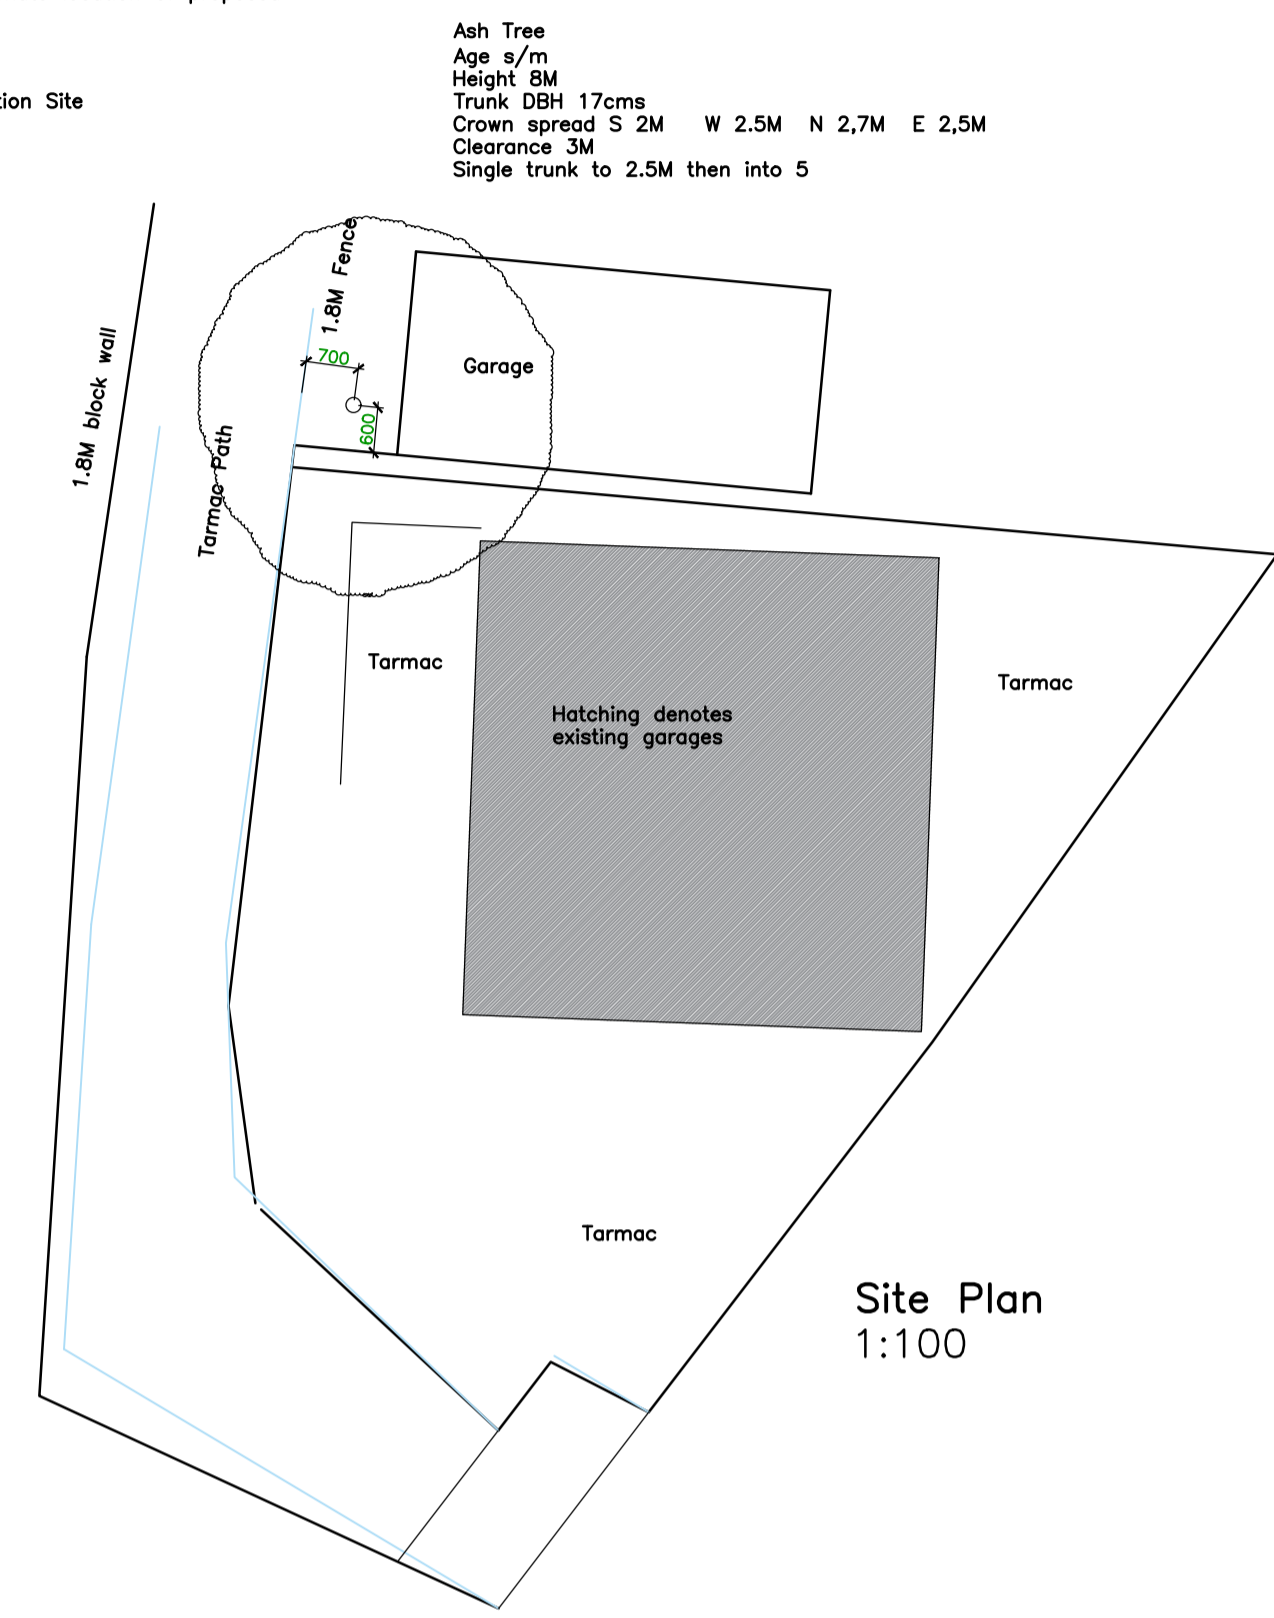 Ash Tree
Age s/m
Height 8M
tion Site
Trunk DBH 17cms
Crown spread S 2M W 2.5M N 2,7M E 2,5M
Clearance 3M
Single trunk to 2.5M then into 5
1.8M Fence
1.8M block wall
700
Garage
600
Tarmac Path
Tarmac
Tarmac
Hatching denotes
existing garages
Tarmac
Site Plan
1:100